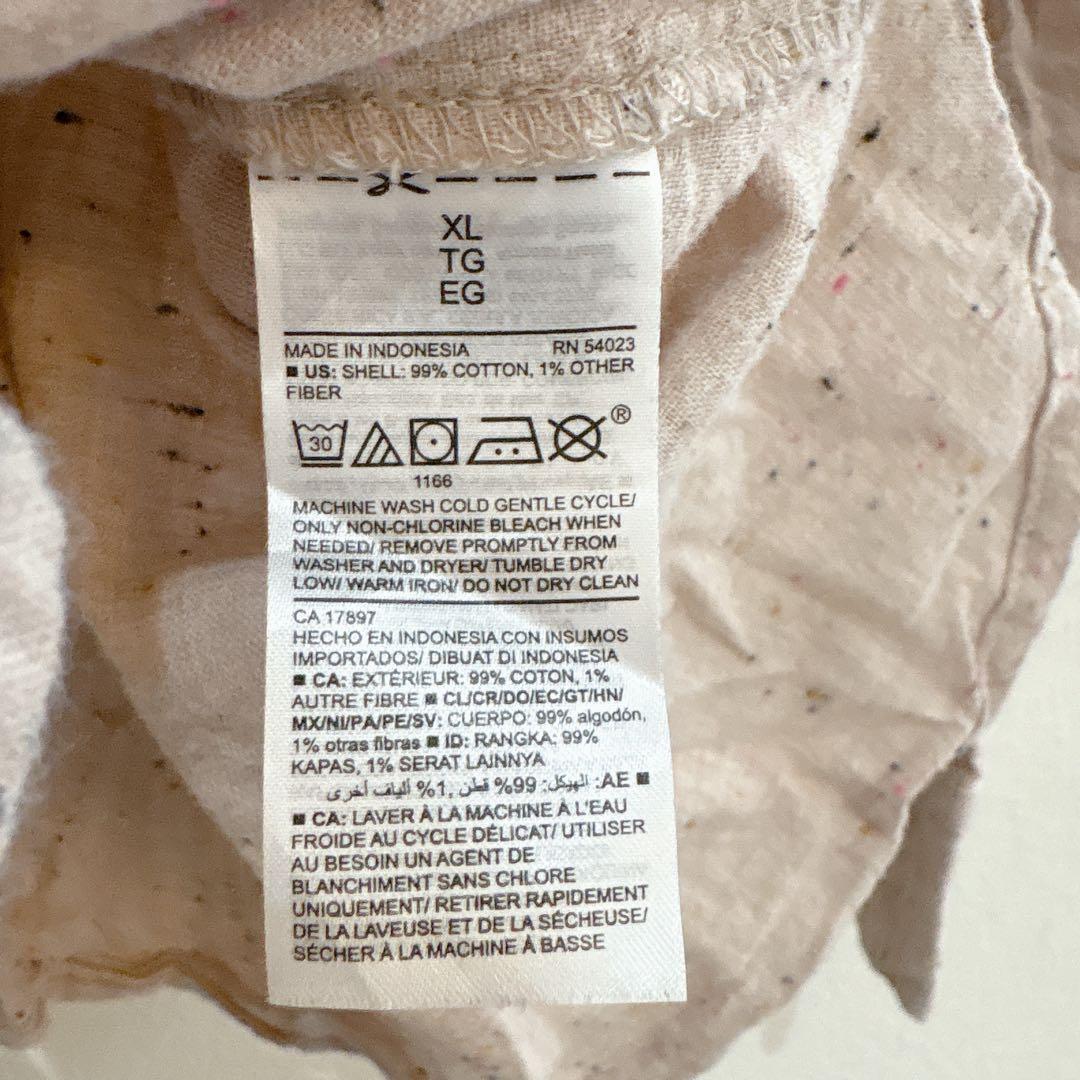 XL
TG
EG
MADE IN INDONESIA RN 54023
■ US: SHELL: 99% COTTON, 1% OTHER
FIBER
30
®
1166
MACHINE WASH COLD GENTLE CYCLE/
ONLY NON-CHLORINE BLEACH WHEN
NEEDED/ REMOVE PROMPTLY FROM
WASHER AND DRYER/ TUMBLE DRY
LOW/ WARM IRON/ DO NOT DRY CLEAN
CA 17897
HECHO EN INDONESIA CON INSUMOS
IMPORTADOS/ DIBUAT DI INDONESIA
■ CA: EXTÉRIEUR: 99% COTON, 1%
AUTRE FIBRE ■ CL/CR/DO/EC/GT/HN/
MX/NI/PA/PE/SV: CUERPO: 99% algodón,
1% otras fibras ■ ID: RANGKA: 99%
KAPAS, 1% SERAT LAINNYA
■ AE: الهيكل: 99% قطن ,1% ألياف أخرى
■ CA: LAVER À LA MACHINE À L'EAU
FROIDE AU CYCLE DÉLICAT/ UTILISER
AU BESOIN UN AGENT DE
BLANCHIMENT SANS CHLORE
UNIQUEMENT/ RETIRER RAPIDEMENT
DE LA LAVEUSE ET DE LA SÉCHEUSE/
SÉCHER À LA MACHINE À BASSE